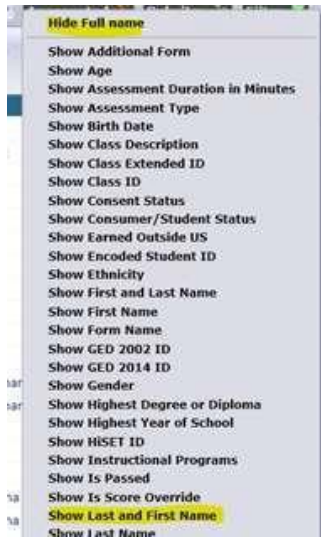 Hide Full name
Show Additional Form
Show Age
Show Assessment Duration in Minutes
Show Assessment Type
Show Birth Date
Show Class Description
Show Class Extended ID
Show Class ID
Show Consent Status
Show Consumer/Student Status
Show Earned Outside US
Show Encoded Student ID
Show Ethnicity
Show First and Last Name
Show First Name
Show Form Name
Show GED 2002 ID
Show GED 2014 ID
Show Gender
Show Highest Degree or Diploma
Show Highest Year of School
Show HiSET ID
Show Instructional Programs
Show Is Passed
Show Is Score Override
Show Last and First Name
Show Last Name